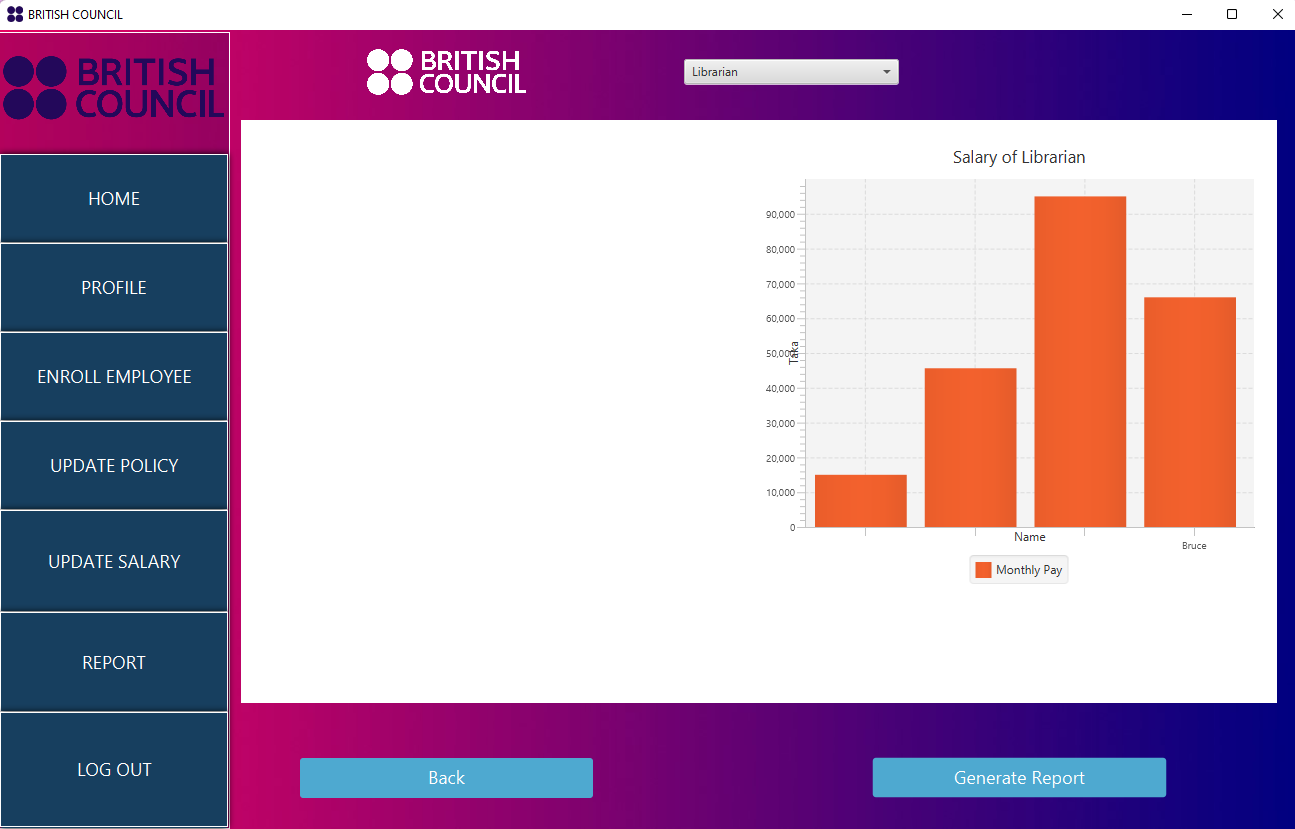 BRITISH COUNCIL
BRITISH
COUNCIL
HOME
PROFILE
ENROLL EMPLOYEE
UPDATE POLICY
UPDATE SALARY
REPORT
LOG OUT
BRITISH
COUNCIL
Librarian
Salary of Librarian
90,000
80,000
70,000
60,000
50,000
40,000
30,000
20,000
10,000
0
Taka
Name
Bruce
Monthly Pay
Back
Generate Report